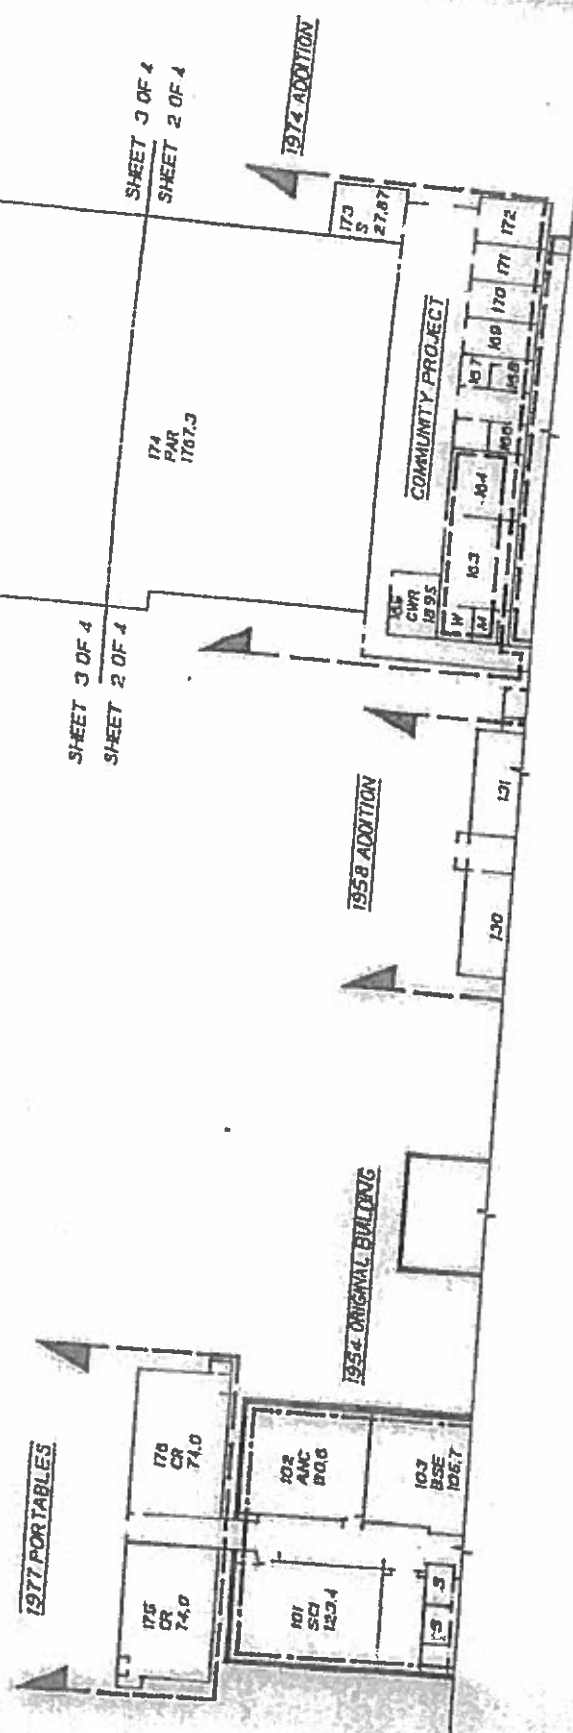 SHEET 3 OF 4
SHEET 2 OF 4
1974 ADDITION
173
S
27.87
172
171
170
169
167
168
COMMUNITY PROJECT
174
PAR
1767.3
166
164
163
165
CWR
18.95
W
M
SHEET 3 OF 4
SHEET 2 OF 4
1958 ADDITION
131
130
1954 ORIGINAL BUILDING
1977 PORTABLES
176
CR
74.0
175
CR
74.0
102
ANC
103
BSE
106.7
101
SCI
123.4
S
S